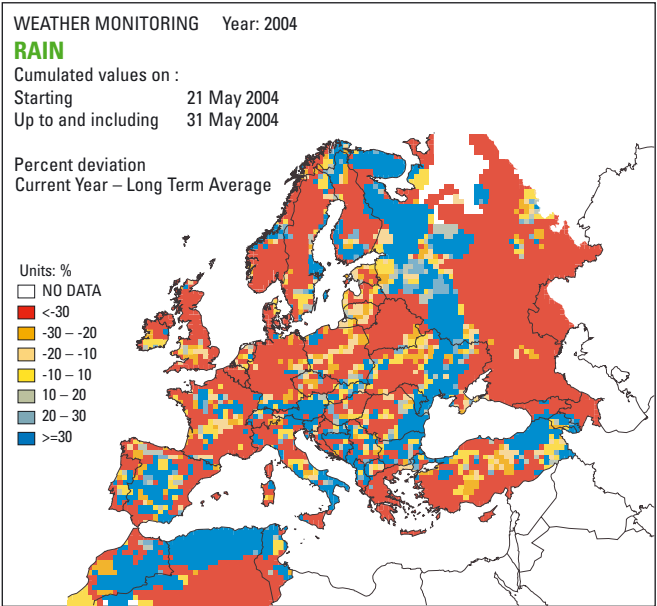 WEATHER MONITORING Year: 2004
RAIN
Cumulated values on :
Starting 21 May 2004
Up to and including 31 May 2004
Percent deviation
Current Year – Long Term Average
Units: %
NO DATA
<-30
-30 – -20
-20 – -10
-10 – 10
10 – 20
20 – 30
>=30